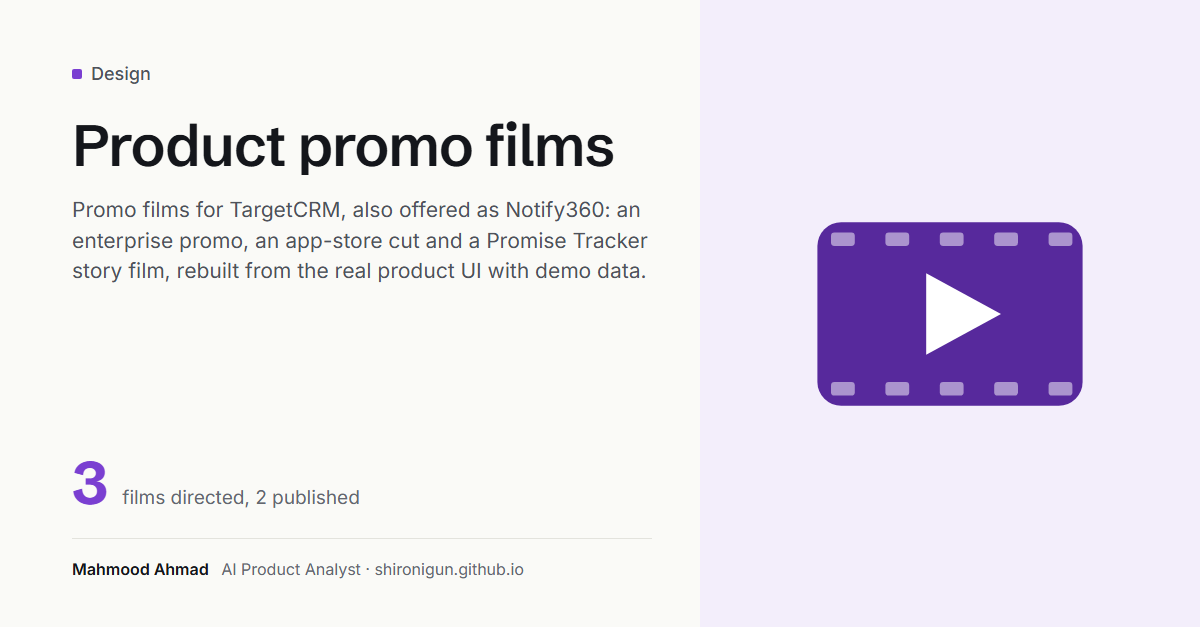 Design
Product promo films
Promo films for TargetCRM, also offered as Notify360: an
enterprise promo, an app-store cut and a Promise Tracker
story film, rebuilt from the real product UI with demo data.
3 films directed, 2 published
Mahmood Ahmad AI Product Analyst · shironigun.github.io